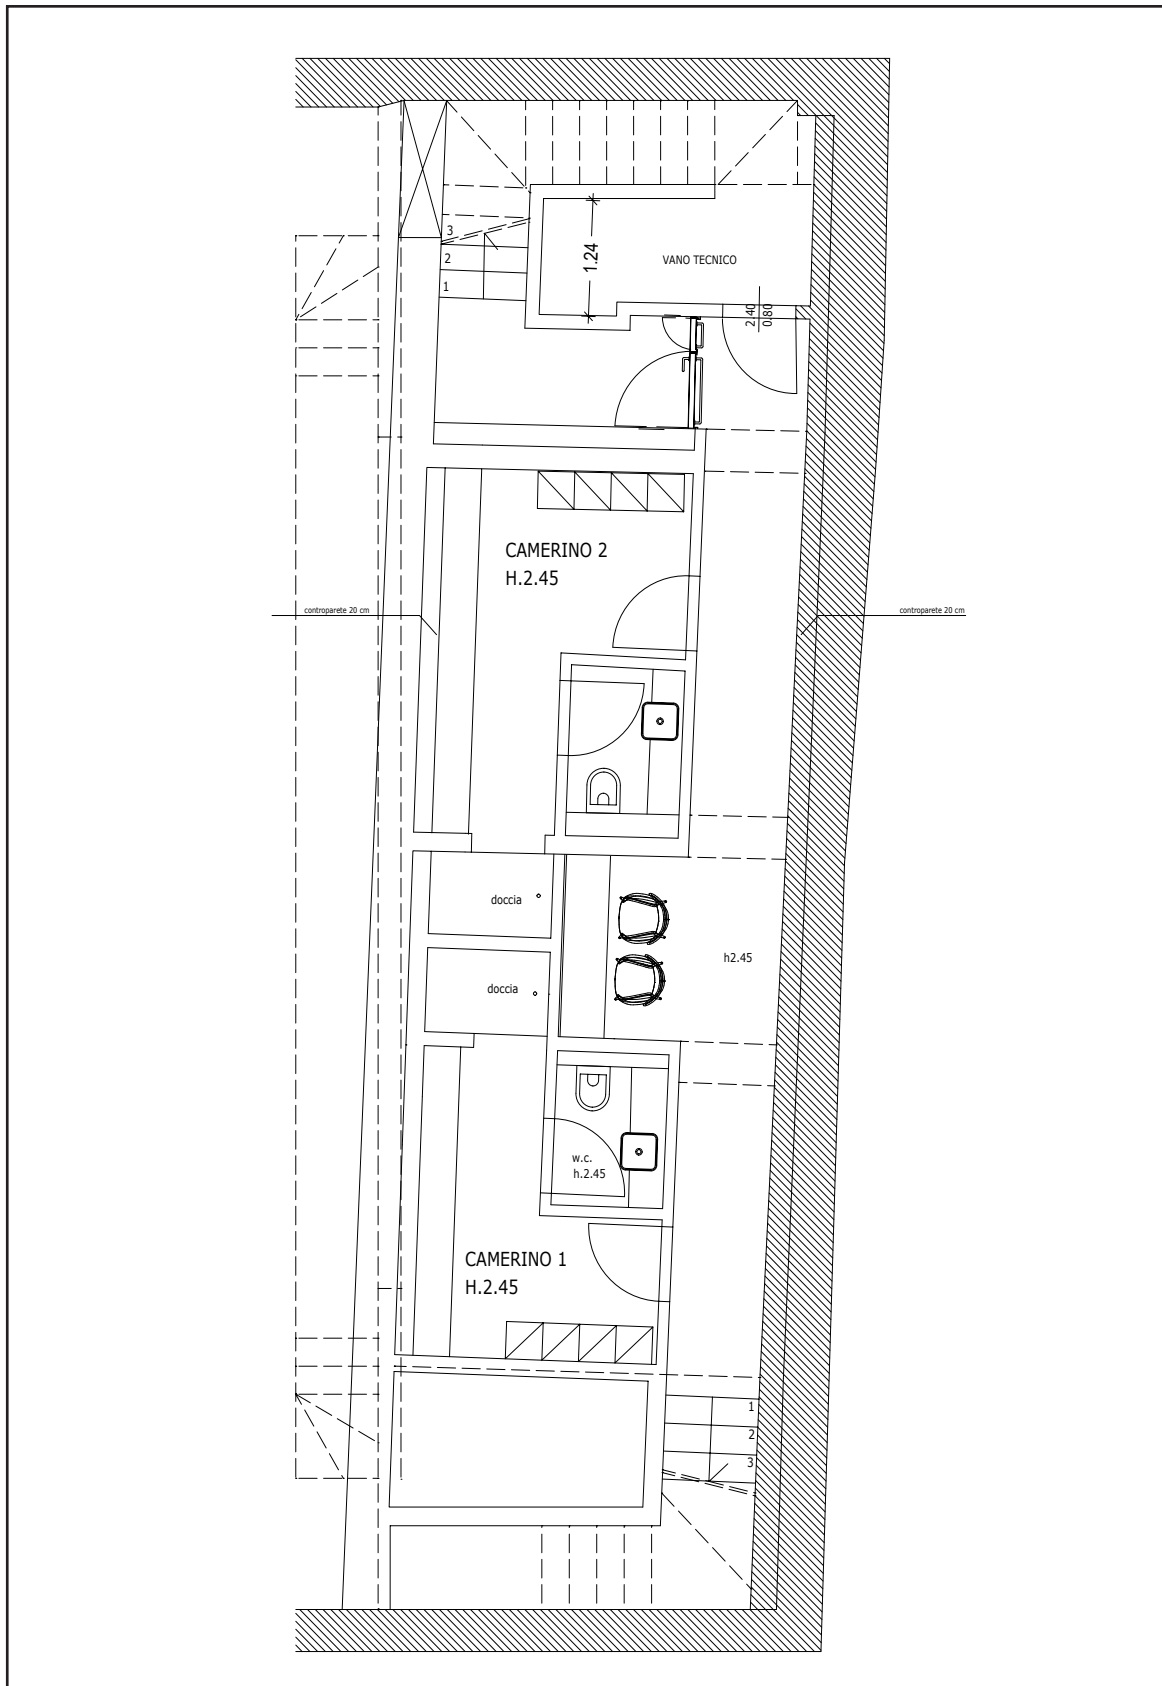 3
2
1
1.24
VANO TECNICO
2.40
0.80
CAMERINO 2
H.2.45
controparete 20 cm
controparete 20 cm
doccia
h2.45
doccia
w.c.
h.2.45
CAMERINO 1
H.2.45
1
2
3